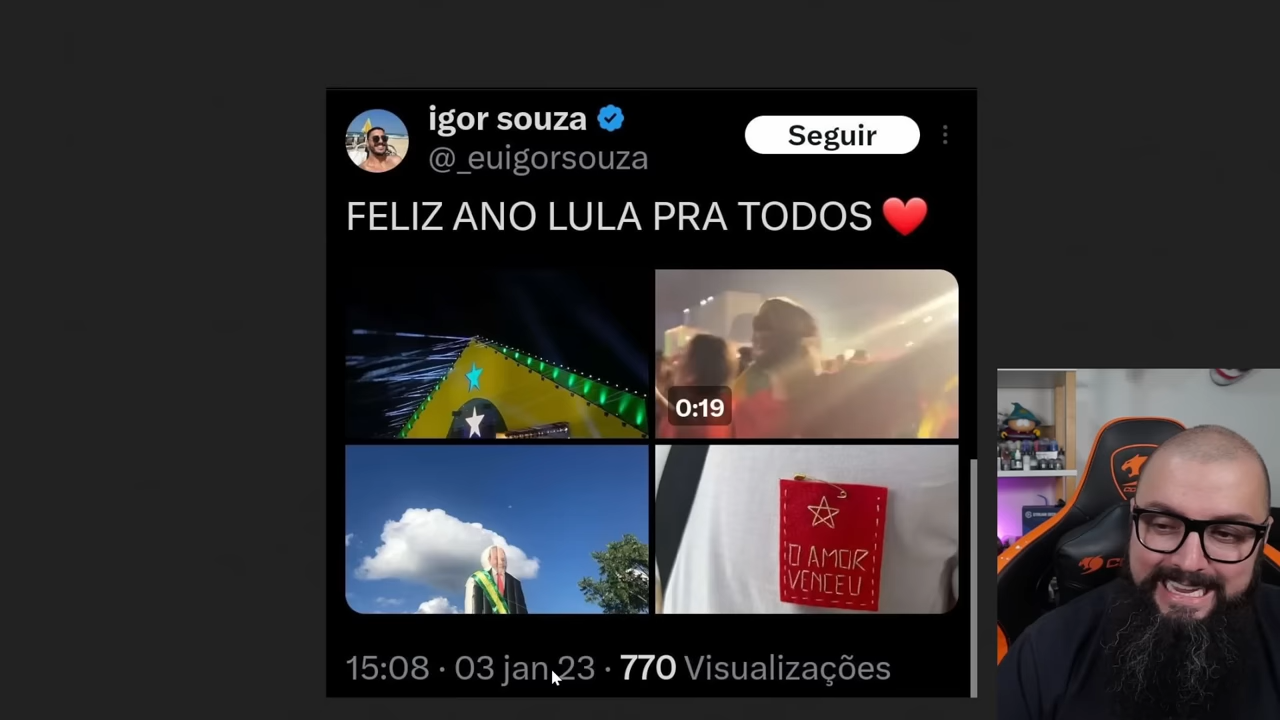 igor souza
@_euigorsouza
Seguir
FELIZ ANO LULA PRA TODOS ❤️
0:19
O AMOR
VENCEU
15:08 · 03 jan 23 · 770 Visualizações